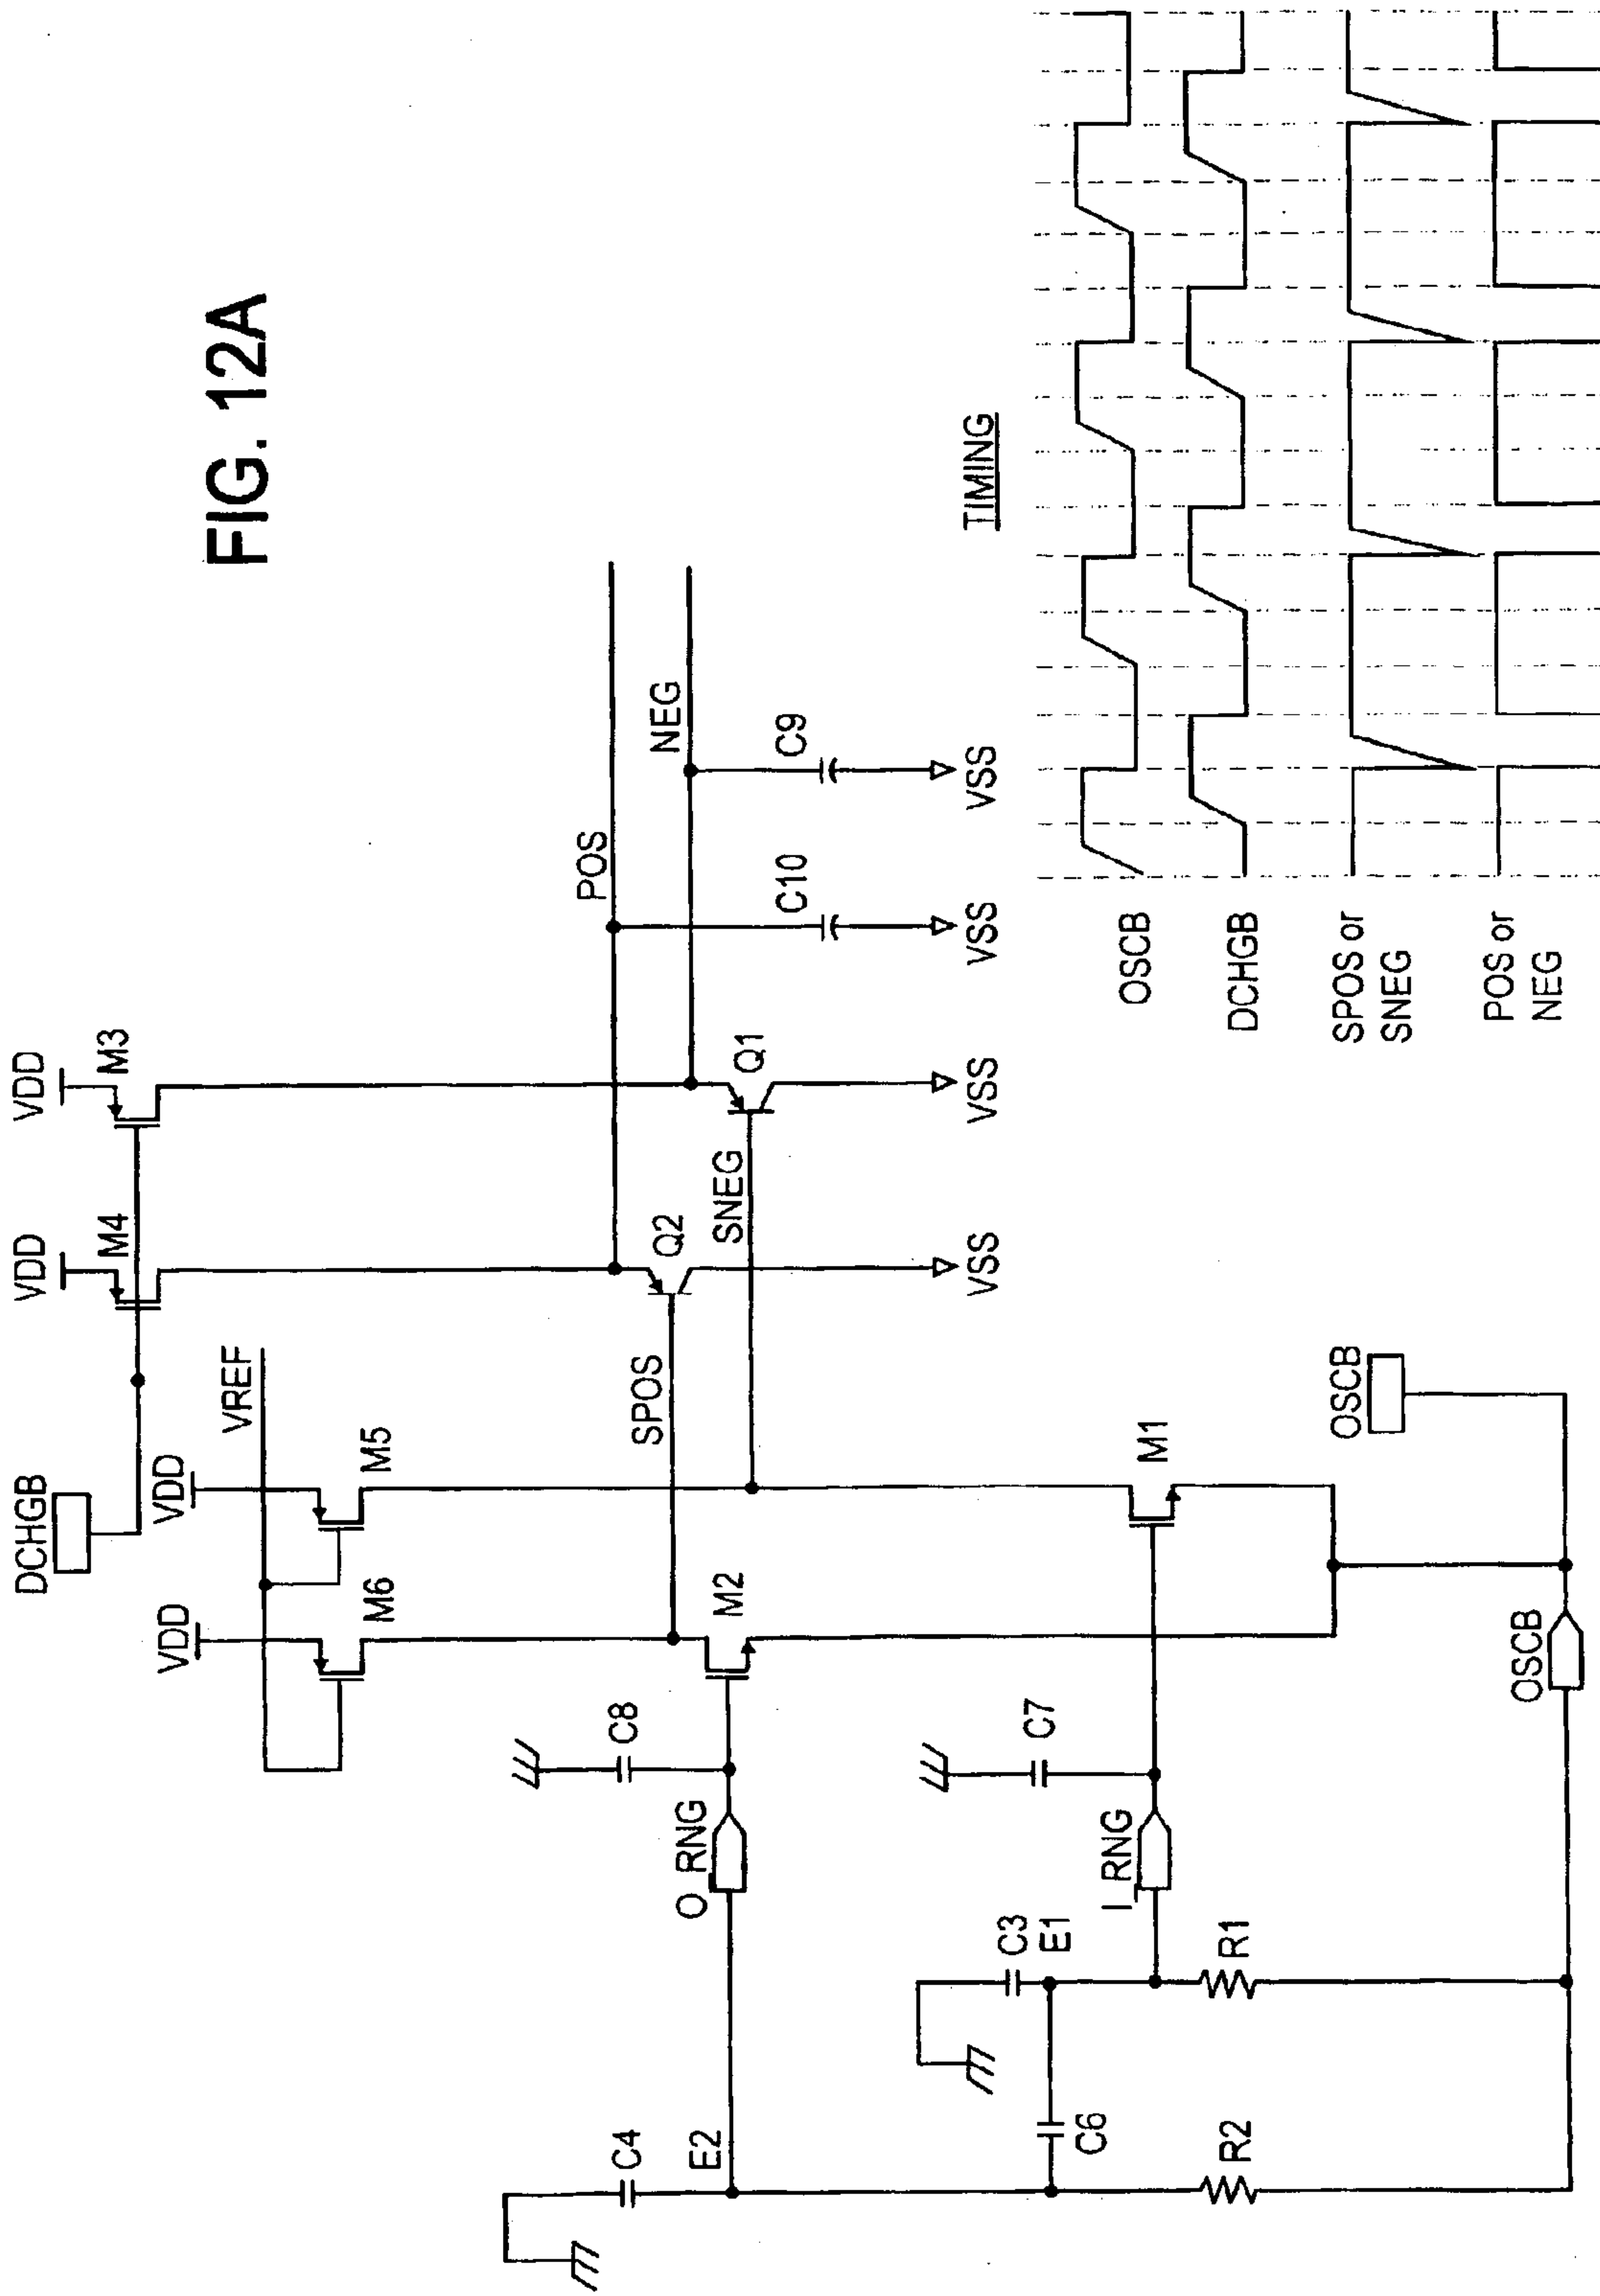 FIG. 12A
DCHGB
VDD
M4
VDD
M3
VDD
VDD
VREF
M6
M5
POS
NEG
C10
C9
VSS
VSS
SPOS
Q2
SNEG
Q1
VSS
VSS
C4
E2
O_RNG
C8
M2
C3
E1
C6
I_RNG
C7
M1
R2
R1
OSCB
OSCB
TIMING
OSCB
DCHGB
SPOS or
SNEG
POS or
NEG